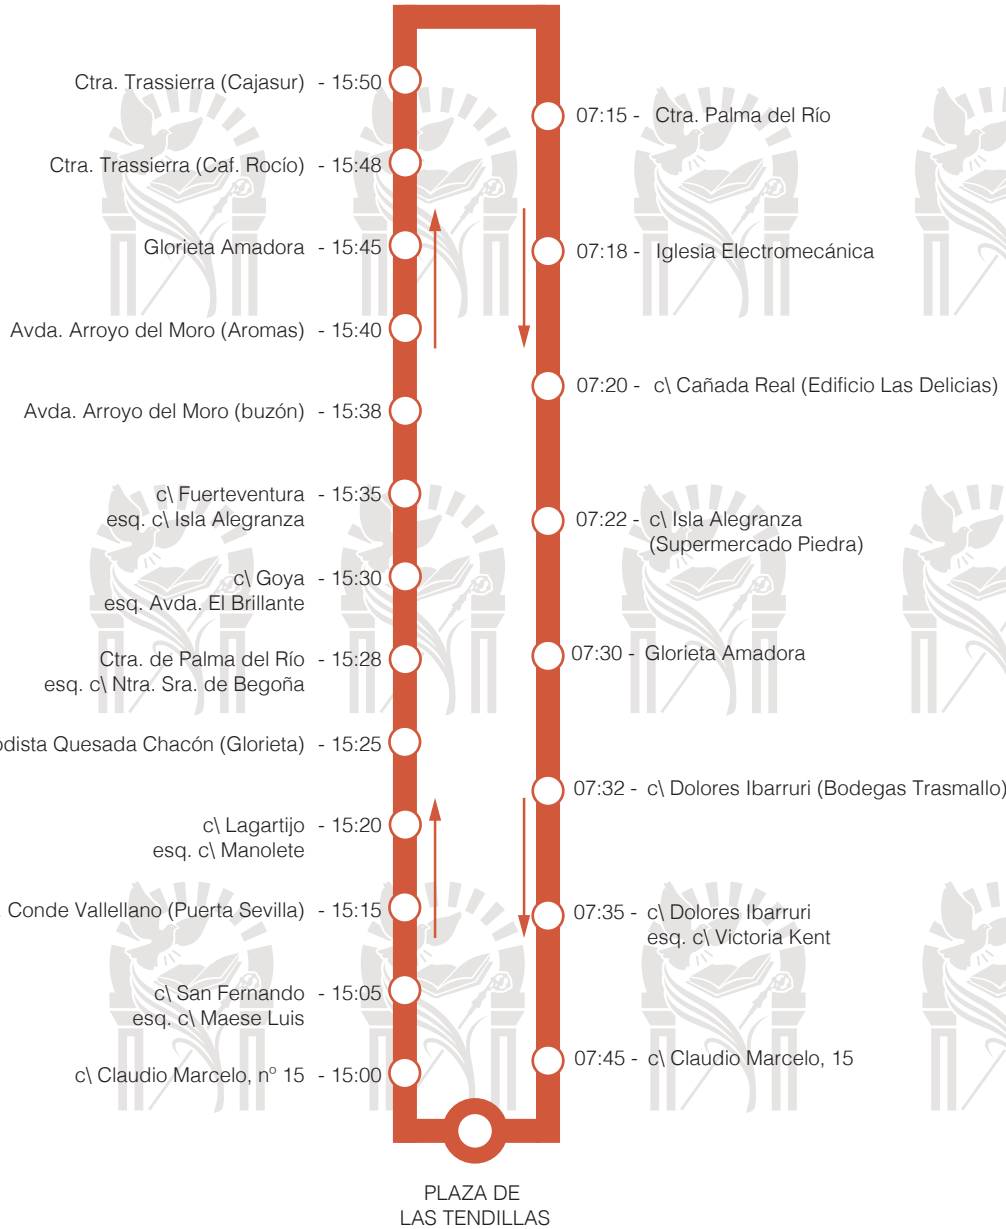 Ctra. Trassierra (Cajasur) - 15:50
Ctra. Trassierra (Caf. Rocío) - 15:48
Glorieta Amadora - 15:45
Avda. Arroyo del Moro (Aromas) - 15:40
Avda. Arroyo del Moro (buzón) - 15:38
c\ Fuerteventura - 15:35
esq. c\ Isla Alegranza
c\ Goya - 15:30
esq. Avda. El Brillante
Ctra. de Palma del Río - 15:28
esq. c\ Ntra. Sra. de Begoña
Quesada Chacón (Glorieta) - 15:25
c\ Lagartijo - 15:20
esq. c\ Manolete
Conde Vallellano (Puerta Sevilla) - 15:15
c\ San Fernando - 15:05
esq. c\ Maese Luis
c\ Claudio Marcelo, nº 15 - 15:00
07:15 - Ctra. Palma del Río
07:18 - Iglesia Electromecánica
07:20 - c\ Cañada Real (Edificio Las Delicias)
07:22 - c\ Isla Alegranza
(Supermercado Piedra)
07:30 - Glorieta Amadora
07:32 - c\ Dolores Ibarruri (Bodegas Trasmallo)
07:35 - c\ Dolores Ibarruri
esq. c\ Victoria Kent
07:45 - c\ Claudio Marcelo, 15
PLAZA DE
LAS TENDILLAS